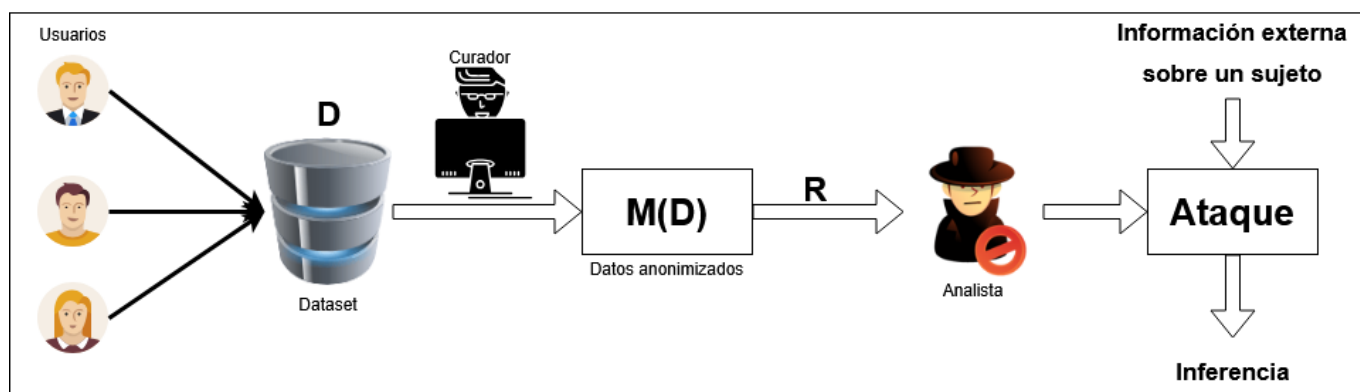 Usuarios
D
Dataset
Curador
M(D)
Datos anonimizados
R
Analista
Información externa
sobre un sujeto
Ataque
Inferencia